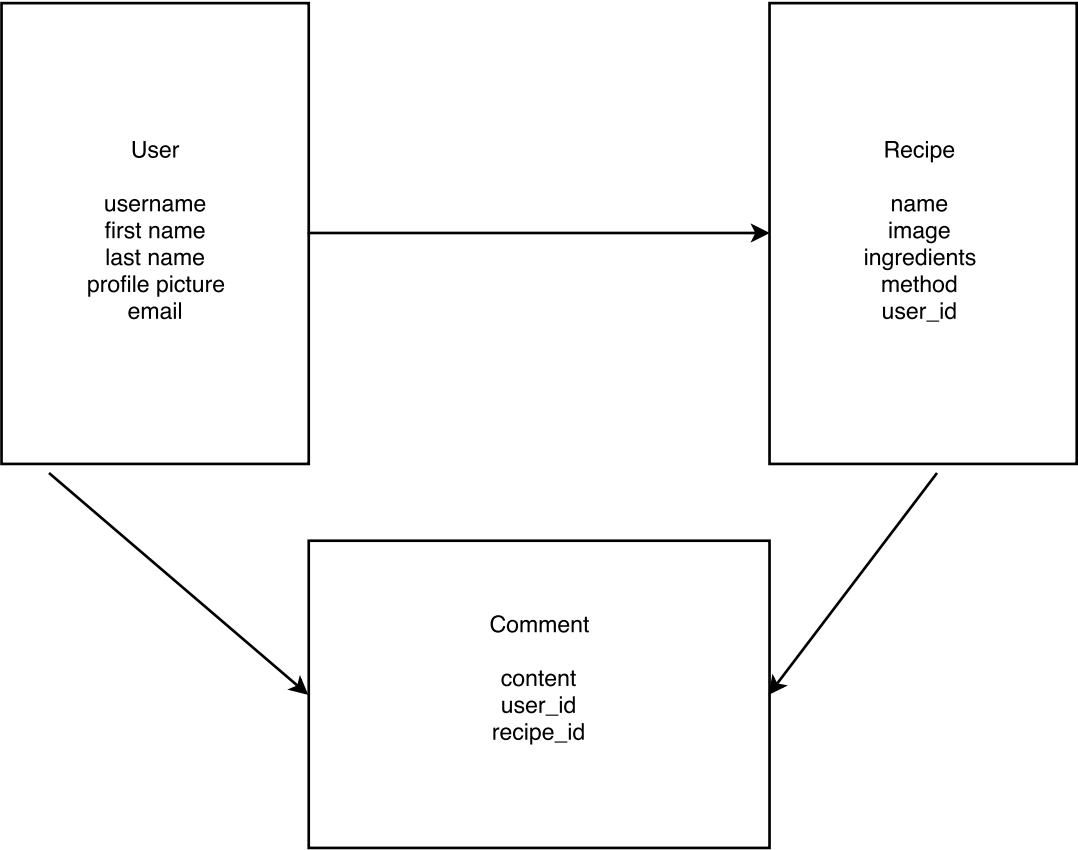 User
username
first name
last name
profile picture
email
Recipe
name
image
ingredients
method
user_id
Comment
content
user_id
recipe_id